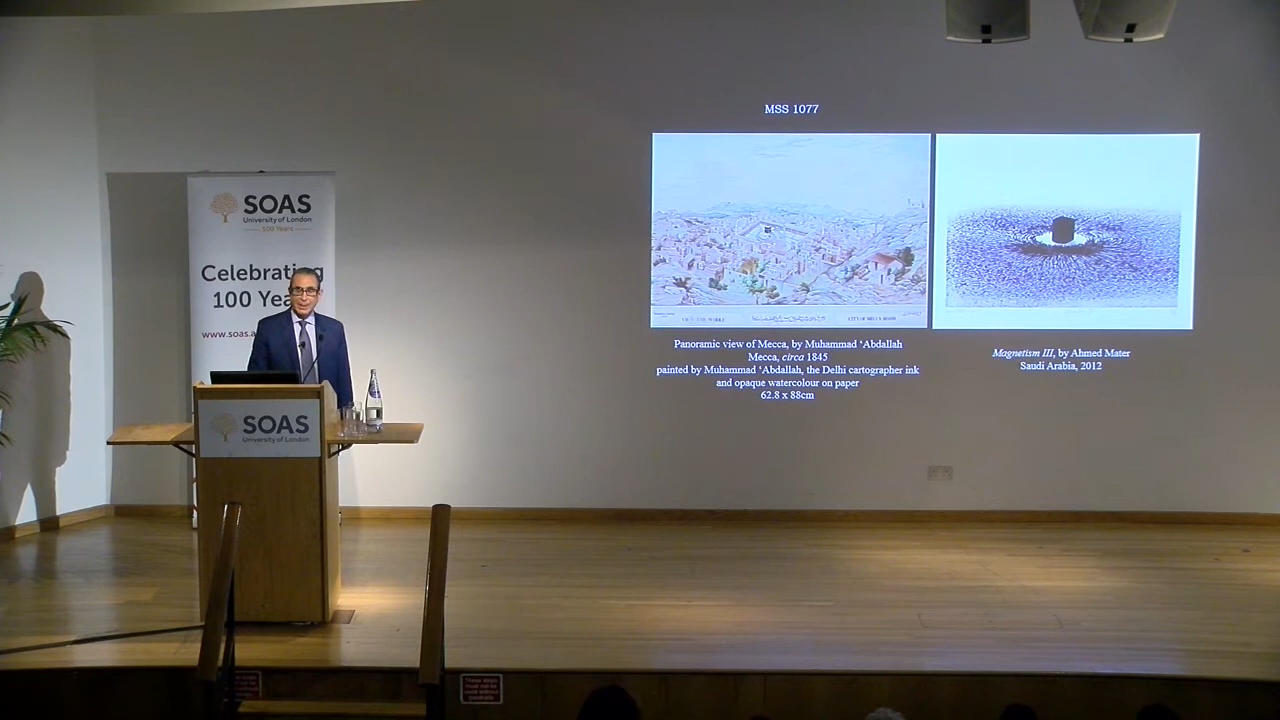 SOAS
University of London
100 Years
Celebrating
100 Yea
www.soas.a
SOAS
University of London
MSS 1077
Panoramic view of Mecca, by Muhammad ‘Abdallah
Mecca, circa 1845
painted by Muhammad ‘Abdallah, the Delhi cartographer ink
and opaque watercolour on paper
62.8 x 88cm
Magnetism III, by Ahmed Mater
Saudi Arabia, 2012